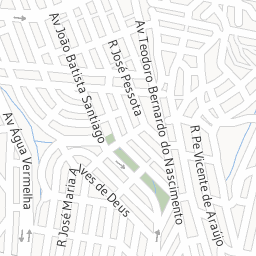 Av João Batista Santiago
R José Pessota
Av Teodoro Bernardo do Nascimento
Av Água Vermelha
R José Maria A
ves de Deus
R Pe Vicente de Araújo